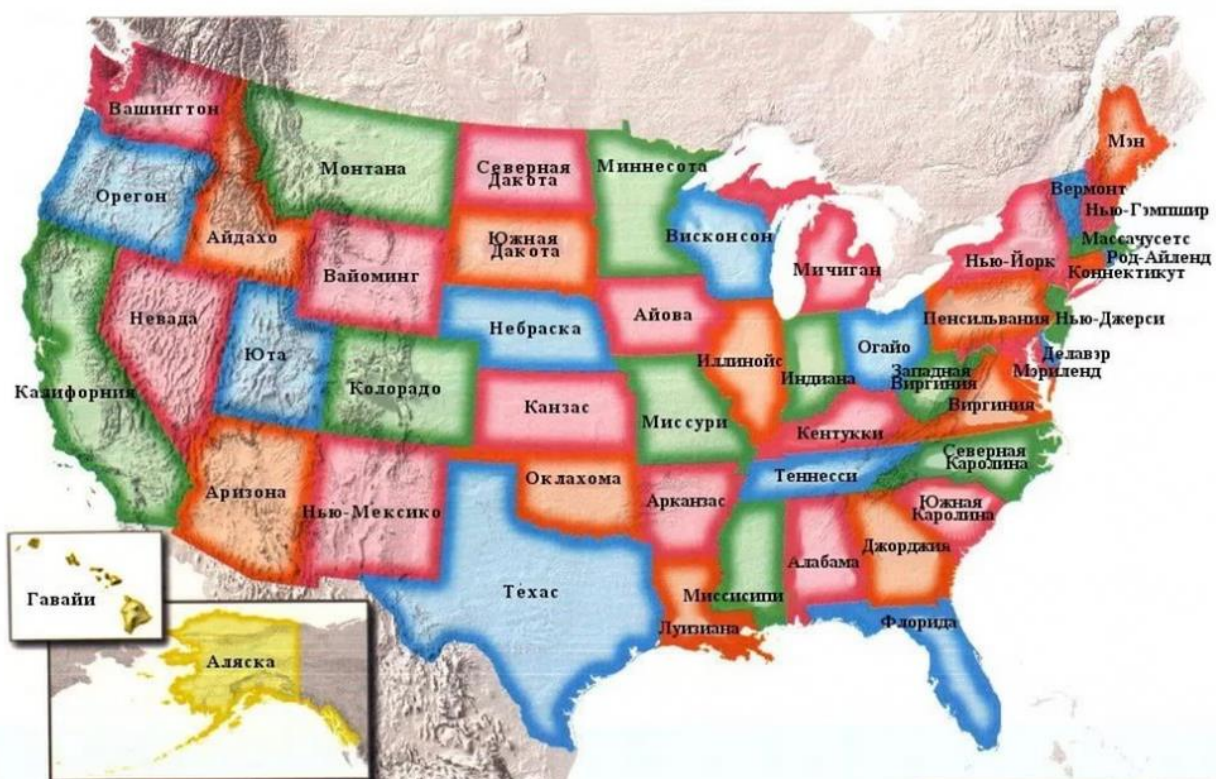 Вашингтон
Монтана
Северная
Дакота
Миннесота
Мэн
Орегон
Айдахо
Вайоминг
Южная
Дакота
Висконсон
Мичиган
Вермонт
Нью-Гэмпшир
Массачусетс
Род-Айленд
Коннектикут
Нью-Йорк
Невада
Юта
Небраска
Айова
Иллинойс
Индиана
Огайо
Пенсильвания
Нью-Джерси
Делавэр
Мэриленд
Западная
Виргиния
Виргиния
Калифорния
Колорадо
Канзас
Миссури
Кентукки
Северная
Каролина
Теннесси
Аризона
Нью-Мексико
Оклахома
Арканзас
Южная
Каролина
Джорджия
Алабама
Миссисипи
Техас
Луизиана
Флорида
Гавайи
Аляска